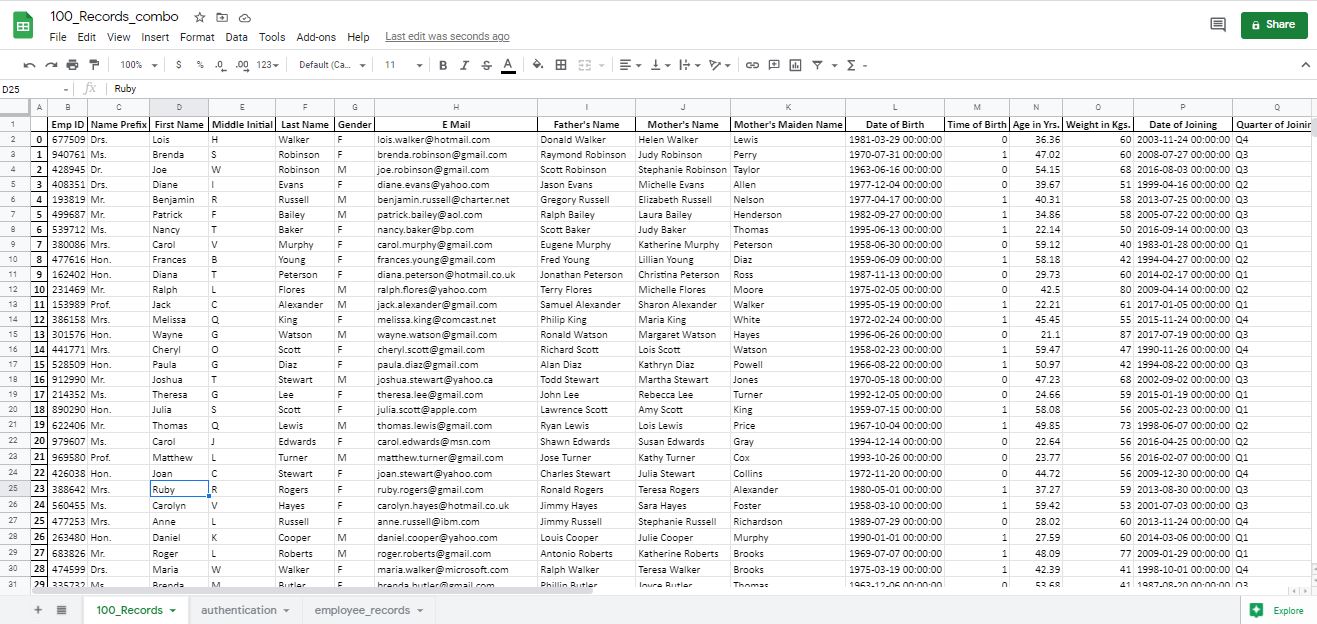 100_Records_combo
File Edit View Insert Format Data Tools Add-ons Help Last edit was seconds ago
Share
100% $ % .0 .00 123 Default (Ca... 11 B I S A
D25 fx Ruby
A B C D E F G H I J K L M N O P Q
1 Emp ID Name Prefix First Name Middle Initial Last Name Gender E Mail Father's Name Mother's Name Mother's Maiden Name Date of Birth Time of Birth Age in Yrs. Weight in Kgs. Date of Joining Quarter of Joinin
2 0 677509 Drs. Lois H Walker F lois.walker@hotmail.com Donald Walker Helen Walker Lewis 1981-03-29 00:00:00 0 36.36 60 2003-11-24 00:00:00 Q4
3 1 940761 Ms. Brenda S Robinson F brenda.robinson@gmail.com Raymond Robinson Judy Robinson Perry 1970-07-31 00:00:00 1 47.02 60 2008-07-27 00:00:00 Q3
4 2 428945 Dr. Joe W Robinson M joe.robinson@gmail.com Scott Robinson Stephanie Robinson Taylor 1963-06-16 00:00:00 0 54.15 68 2016-08-03 00:00:00 Q3
5 3 408351 Drs. Diane I Evans F diane.evans@yahoo.com Jason Evans Michelle Evans Allen 1977-12-04 00:00:00 0 39.67 51 1999-04-16 00:00:00 Q2
6 4 193819 Mr. Benjamin R Russell M benjamin.russell@charter.net Gregory Russell Elizabeth Russell Nelson 1977-04-17 00:00:00 0 40.31 58 2013-07-25 00:00:00 Q3
7 5 499687 Mr. Patrick F Bailey M patrick.bailey@aol.com Ralph Bailey Laura Bailey Henderson 1982-09-27 00:00:00 1 34.86 58 2005-07-22 00:00:00 Q3
8 6 539712 Ms. Nancy T Baker F nancy.baker@bp.com Scott Baker Judy Baker Thomas 1995-06-13 00:00:00 0 22.14 50 2016-09-14 00:00:00 Q3
9 7 380086 Mrs. Carol V Murphy F carol.murphy@gmail.com Eugene Murphy Katherine Murphy Peterson 1958-06-30 00:00:00 0 59.12 40 1983-01-28 00:00:00 Q1
10 8 477616 Hon. Frances B Young F frances.young@gmail.com Fred Young Lillian Young Diaz 1959-06-09 00:00:00 1 58.18 42 1994-04-27 00:00:00 Q2
11 9 162402 Hon. Diana T Peterson F diana.peterson@hotmail.co.uk Jonathan Peterson Christina Peterson Ross 1987-11-13 00:00:00 0 29.73 60 2014-02-17 00:00:00 Q1
12 10 231469 Mr. Ralph L Flores M ralph.flores@yahoo.com Terry Flores Michelle Flores Moore 1975-02-05 00:00:00 0 42.5 80 2009-04-14 00:00:00 Q2
13 11 153989 Prof. Jack C Alexander M jack.alexander@gmail.com Samuel Alexander Sharon Alexander Walker 1995-05-19 00:00:00 1 22.21 61 2017-01-05 00:00:00 Q1
14 12 386158 Mrs. Melissa Q King F melissa.king@comcast.net Philip King Maria King White 1972-02-24 00:00:00 1 45.45 55 2015-11-24 00:00:00 Q4
15 13 301576 Hon. Wayne G Watson M wayne.watson@gmail.com Ronald Watson Margaret Watson Hayes 1996-06-26 00:00:00 0 21.1 87 2017-07-19 00:00:00 Q3
16 14 441771 Mrs. Cheryl O Scott F cheryl.scott@gmail.com Richard Scott Lois Scott Watson 1958-02-23 00:00:00 1 59.47 47 1990-11-26 00:00:00 Q4
17 15 528509 Hon. Paula G Diaz F paula.diaz@gmail.com Alan Diaz Kathryn Diaz Powell 1966-08-22 00:00:00 1 50.97 42 1994-08-22 00:00:00 Q3
18 16 912990 Mr. Joshua T Stewart M joshua.stewart@yahoo.ca Todd Stewart Martha Stewart Jones 1970-05-18 00:00:00 0 47.23 68 2002-09-02 00:00:00 Q3
19 17 214352 Ms. Theresa G Lee F theresa.lee@gmail.com John Lee Rebecca Lee Turner 1992-12-05 00:00:00 0 24.66 59 2015-01-19 00:00:00 Q1
20 18 890290 Hon. Julia S Scott F julia.scott@apple.com Lawrence Scott Amy Scott King 1959-07-15 00:00:00 1 58.08 56 2005-02-23 00:00:00 Q1
21 19 622406 Mr. Thomas Q Lewis M thomas.lewis@gmail.com Ryan Lewis Lois Lewis Price 1967-10-04 00:00:00 1 49.85 73 1998-06-07 00:00:00 Q2
22 20 979607 Ms. Carol J Edwards F carol.edwards@msn.com Shawn Edwards Susan Edwards Gray 1994-12-14 00:00:00 0 22.64 56 2016-04-25 00:00:00 Q2
23 21 969580 Prof. Matthew L Turner M matthew.turner@gmail.com Jose Turner Kathy Turner Cox 1993-10-26 00:00:00 0 23.77 56 2016-02-07 00:00:00 Q1
24 22 426038 Hon. Joan C Stewart F joan.stewart@yahoo.com Charles Stewart Julia Stewart Collins 1972-11-20 00:00:00 0 44.72 56 2009-12-30 00:00:00 Q4
25 23 388642 Mrs. Ruby R Rogers F ruby.rogers@gmail.com Ronald Rogers Teresa Rogers Alexander 1980-05-01 00:00:00 1 37.27 59 2013-08-30 00:00:00 Q3
26 24 560455 Ms. Carolyn V Hayes F carolyn.hayes@hotmail.co.uk Jimmy Hayes Sara Hayes Foster 1958-03-10 00:00:00 1 59.42 53 2001-07-03 00:00:00 Q3
27 25 477253 Mrs. Anne L Russell F anne.russell@ibm.com Jimmy Russell Stephanie Russell Richardson 1989-07-29 00:00:00 0 28.02 60 2013-11-24 00:00:00 Q4
28 26 263480 Hon. Daniel K Cooper M daniel.cooper@yahoo.com Louis Cooper Julie Cooper Murphy 1990-01-01 00:00:00 1 27.59 60 2014-03-06 00:00:00 Q1
29 27 683826 Mr. Roger L Roberts M roger.roberts@gmail.com Antonio Roberts Katherine Roberts Brooks 1969-07-07 00:00:00 1 48.09 77 2009-01-29 00:00:00 Q1
30 28 474599 Drs. Maria W Walker F maria.walker@microsoft.com Ralph Walker Teresa Walker Brooks 1975-03-19 00:00:00 1 42.39 41 1998-10-01 00:00:00 Q4
31 29 335732 Ms. Brenda M Butler F brenda.butler@gmail.com Phillip Butler Joyce Butler Thomas 1963-12-06 00:00:00 0 53.68 41 1987-08-20 00:00:00 Q3
100_Records authentication employee_records Explore